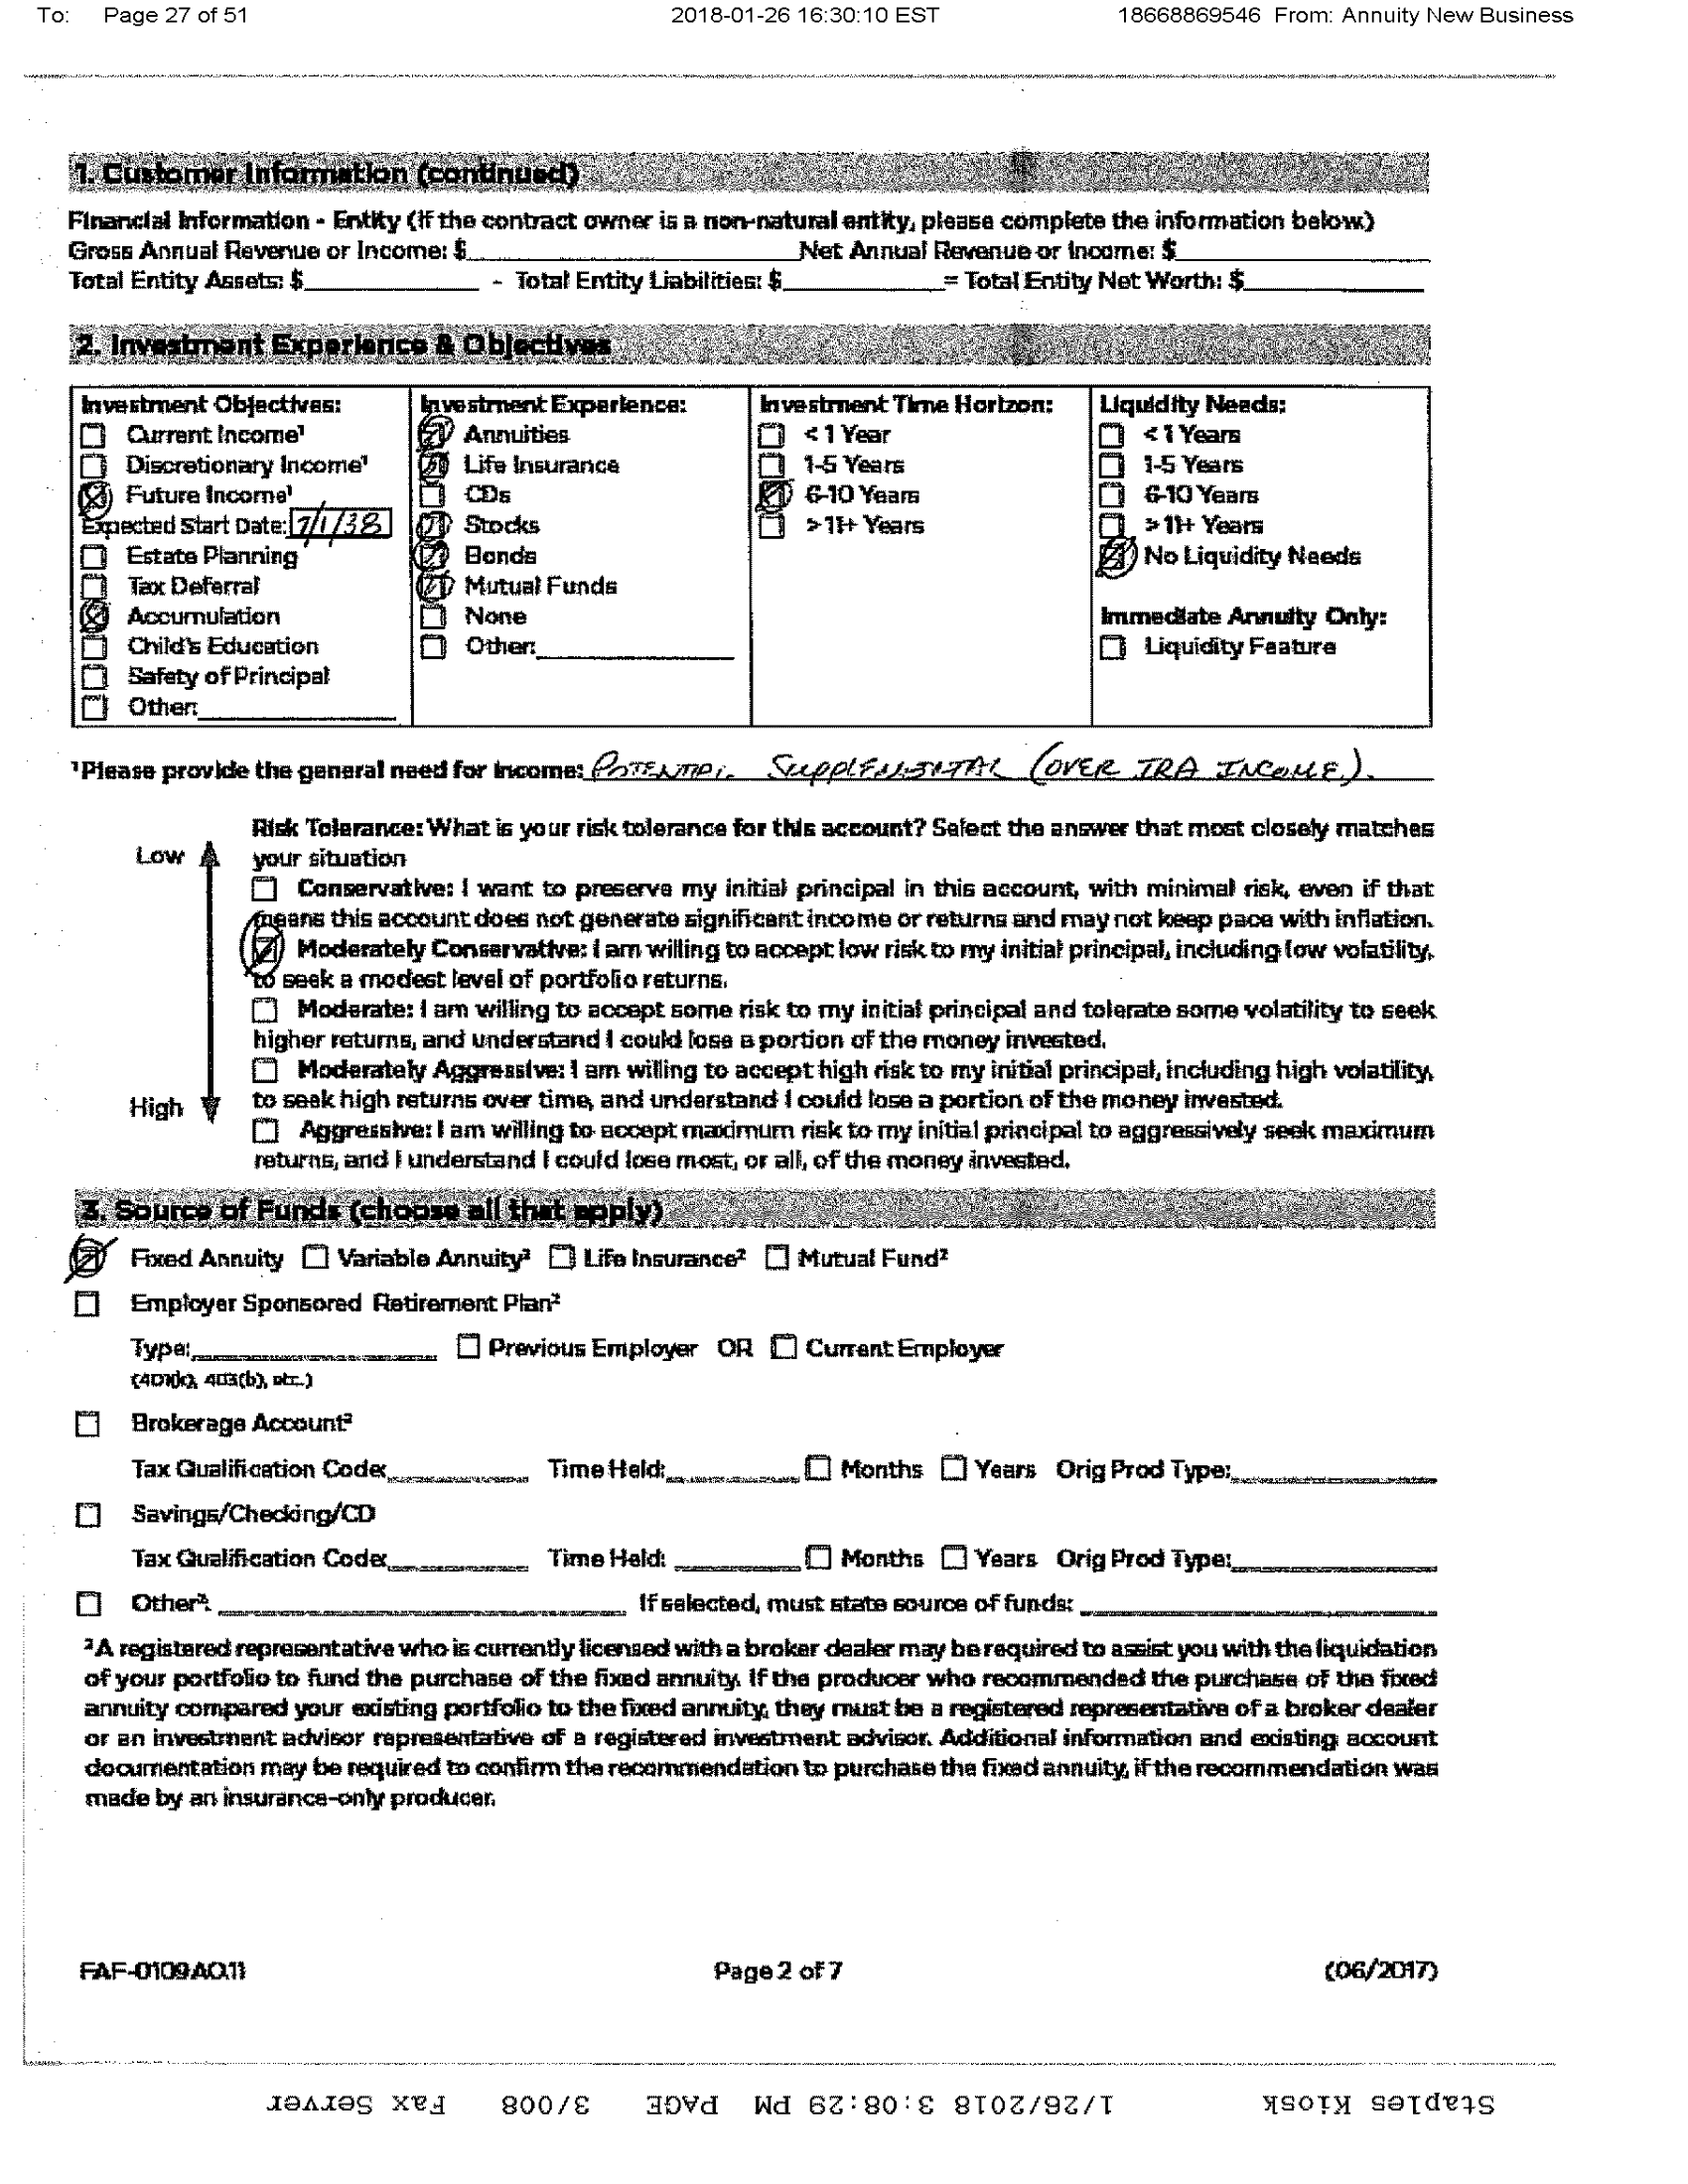 To: Page 27 of 51 2018-01-26 16:30:10 EST 18668869546 From: Annuity New Business
1. Customer Information (continued)
Financial Information - Entity (if the contract owner is a non-natural entity, please complete the information below)
Gross Annual Revenue or Income: $ Net Annual Revenue or Income: $
Total Entity Assets: $ - Total Entity Liabilities: $ = Total Entity Net Worth: $
2. Investment Experience & Objectives
Investment Objectives:
Current Income¹
Discretionary Income¹
Future Income¹
Expected Start Date: 7/1/38
Estate Planning
Tax Deferral
Accumulation
Child's Education
Safety of Principal
Other:
Investment Experience:
Annuities
Life Insurance
CDs
Stocks
Bonds
Mutual Funds
None
Other:
Investment Time Horizon:
< 1 Year
1-5 Years
6-10 Years
> 11+ Years
Liquidity Needs:
< 1 Years
1-5 Years
6-10 Years
> 11+ Years
No Liquidity Needs
Immediate Annuity Only:
Liquidity Feature
¹Please provide the general need for income: SUPPLEMENTAL (OVER IRA INCOME).
Risk Tolerance: What is your risk tolerance for this account? Select the answer that most closely matches
Low
your situation
Conservative: I want to preserve my initial principal in this account, with minimal risk, even if that
means this account does not generate significant income or returns and may not keep pace with inflation.
Moderately Conservative: I am willing to accept low risk to my initial principal, including low volatility,
to seek a modest level of portfolio returns.
Moderate: I am willing to accept some risk to my initial principal and tolerate some volatility to seek
higher returns, and understand I could lose a portion of the money invested.
Moderately Aggressive: I am willing to accept high risk to my initial principal, including high volatility,
High
to seek high returns over time, and understand I could lose a portion of the money invested.
Aggressive: I am willing to accept maximum risk to my initial principal to aggressively seek maximum
returns, and I understand I could lose most, or all, of the money invested.
3. Source of Funds (choose all that apply)
Fixed Annuity Variable Annuity² Life Insurance² Mutual Fund²
Employer Sponsored Retirement Plan²
Type: Previous Employer OR Current Employer
(401(k), 403(b), etc.)
Brokerage Account²
Tax Qualification Code: Time Held: Months Years Orig Prod Type:
Savings/Checking/CD
Tax Qualification Code: Time Held: Months Years Orig Prod Type:
Other²: If selected, must state source of funds:
²A registered representative who is currently licensed with a broker dealer may be required to assist you with the liquidation
of your portfolio to fund the purchase of the fixed annuity. If the producer who recommended the purchase of the fixed
annuity compared your existing portfolio to the fixed annuity, they must be a registered representative of a broker dealer
or an investment advisor representative of a registered investment advisor. Additional information and existing account
documentation may be required to confirm the recommendation to purchase the fixed annuity, if the recommendation was
made by an insurance-only producer.
FAF-0109AO.11 Page 2 of 7 (06/2017)
Staples Kiosk 1/26/2018 3:08:29 PM PAGE 3/008 Fax Server